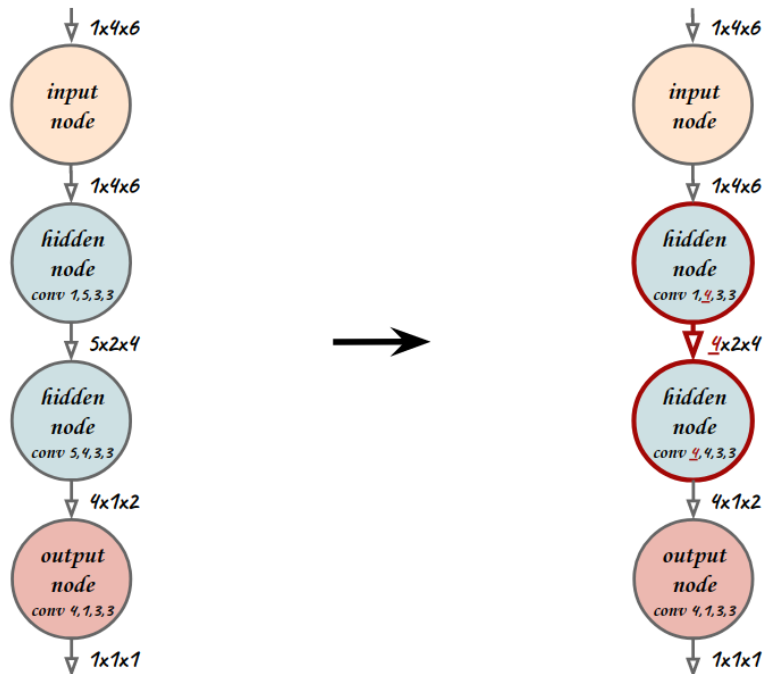 1x4x6
input
node
1x4x6
hidden
node
conv 1,5,3,3
5x2x4
hidden
node
conv 5,4,3,3
4x1x2
output
node
conv 4,1,3,3
1x1x1
1x4x6
input
node
1x4x6
hidden
node
conv 1,4,3,3
4x2x4
hidden
node
conv 4,4,3,3
4x1x2
output
node
conv 4,1,3,3
1x1x1